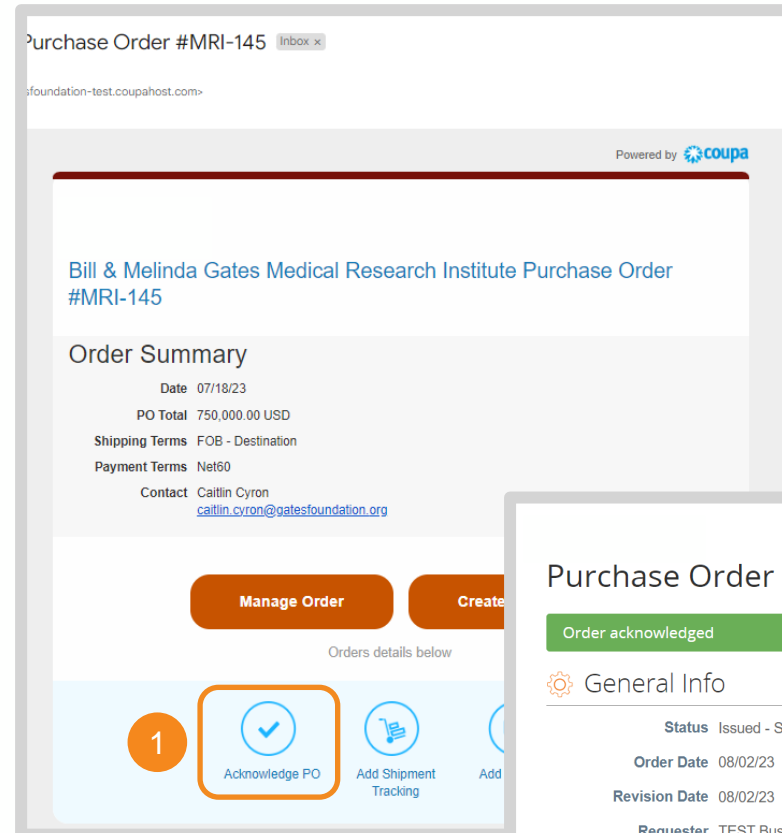 Purchase Order #MRI-145 Inbox ×
sfoundation-test.coupahost.com>
Powered by coupa
Bill & Melinda Gates Medical Research Institute Purchase Order
#MRI-145
Order Summary
Date 07/18/23
PO Total 750,000.00 USD
Shipping Terms FOB - Destination
Payment Terms Net60
Contact Caitlin Cyron
caitlin.cyron@gatesfoundation.org
Manage Order
Create
Orders details below
1
Acknowledge PO
Add Shipment
Tracking
Add
Purchase Order
Order acknowledged
General Info
Status Issued - S
Order Date 08/02/23
Revision Date 08/02/23
Requester TEST Bus